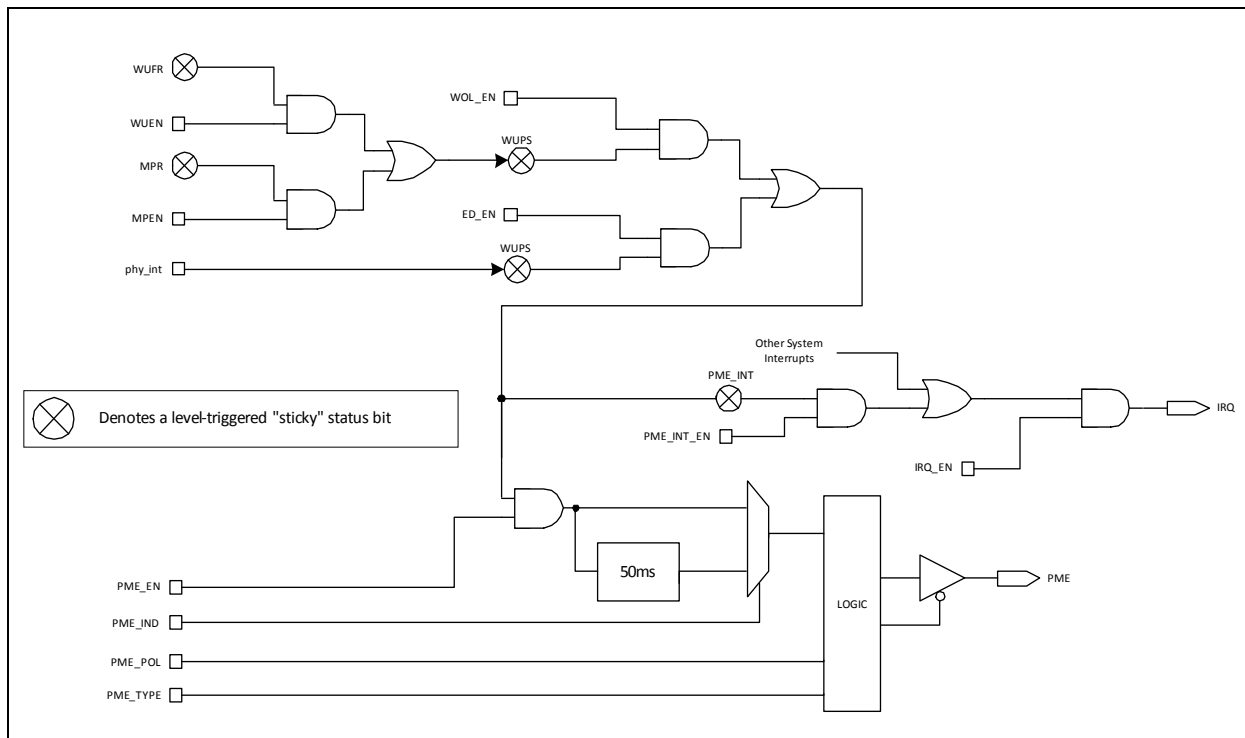 WUFR
WOL_EN
WUEN
WUPS
MPR
MPEN
ED_EN
WUPS
phy_int
Other System
Interrupts
PME_INT
Denotes a level-triggered "sticky" status bit
IRQ
PME_INT_EN
IRQ_EN
50ms
PME_EN
PME
LOGIC
PME_IND
PME_POL
PME_TYPE